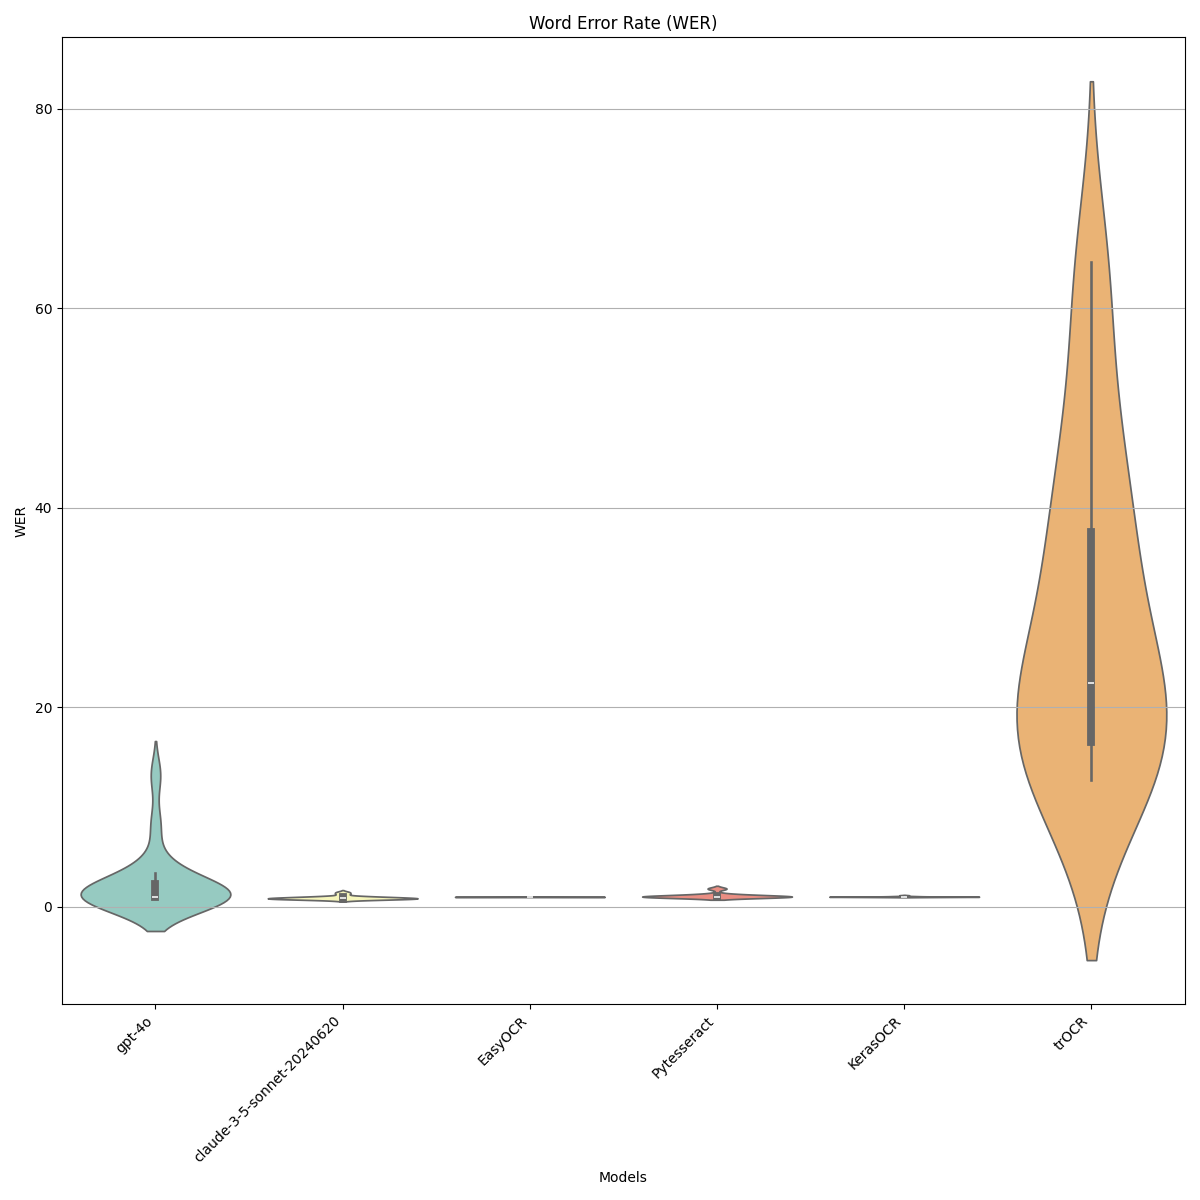 Word Error Rate (WER)
80
60
40
20
0
WER
gpt-4o
claude-3-5-sonnet-20240620
EasyOCR
Pytesseract
KerasOCR
trOCR
Models